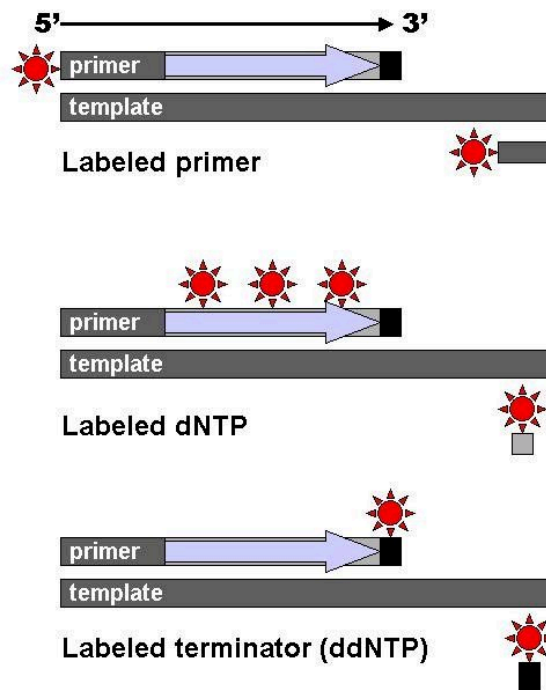 5’ 3’
primer
template
Labeled primer
primer
template
Labeled dNTP
primer
template
Labeled terminator (ddNTP)